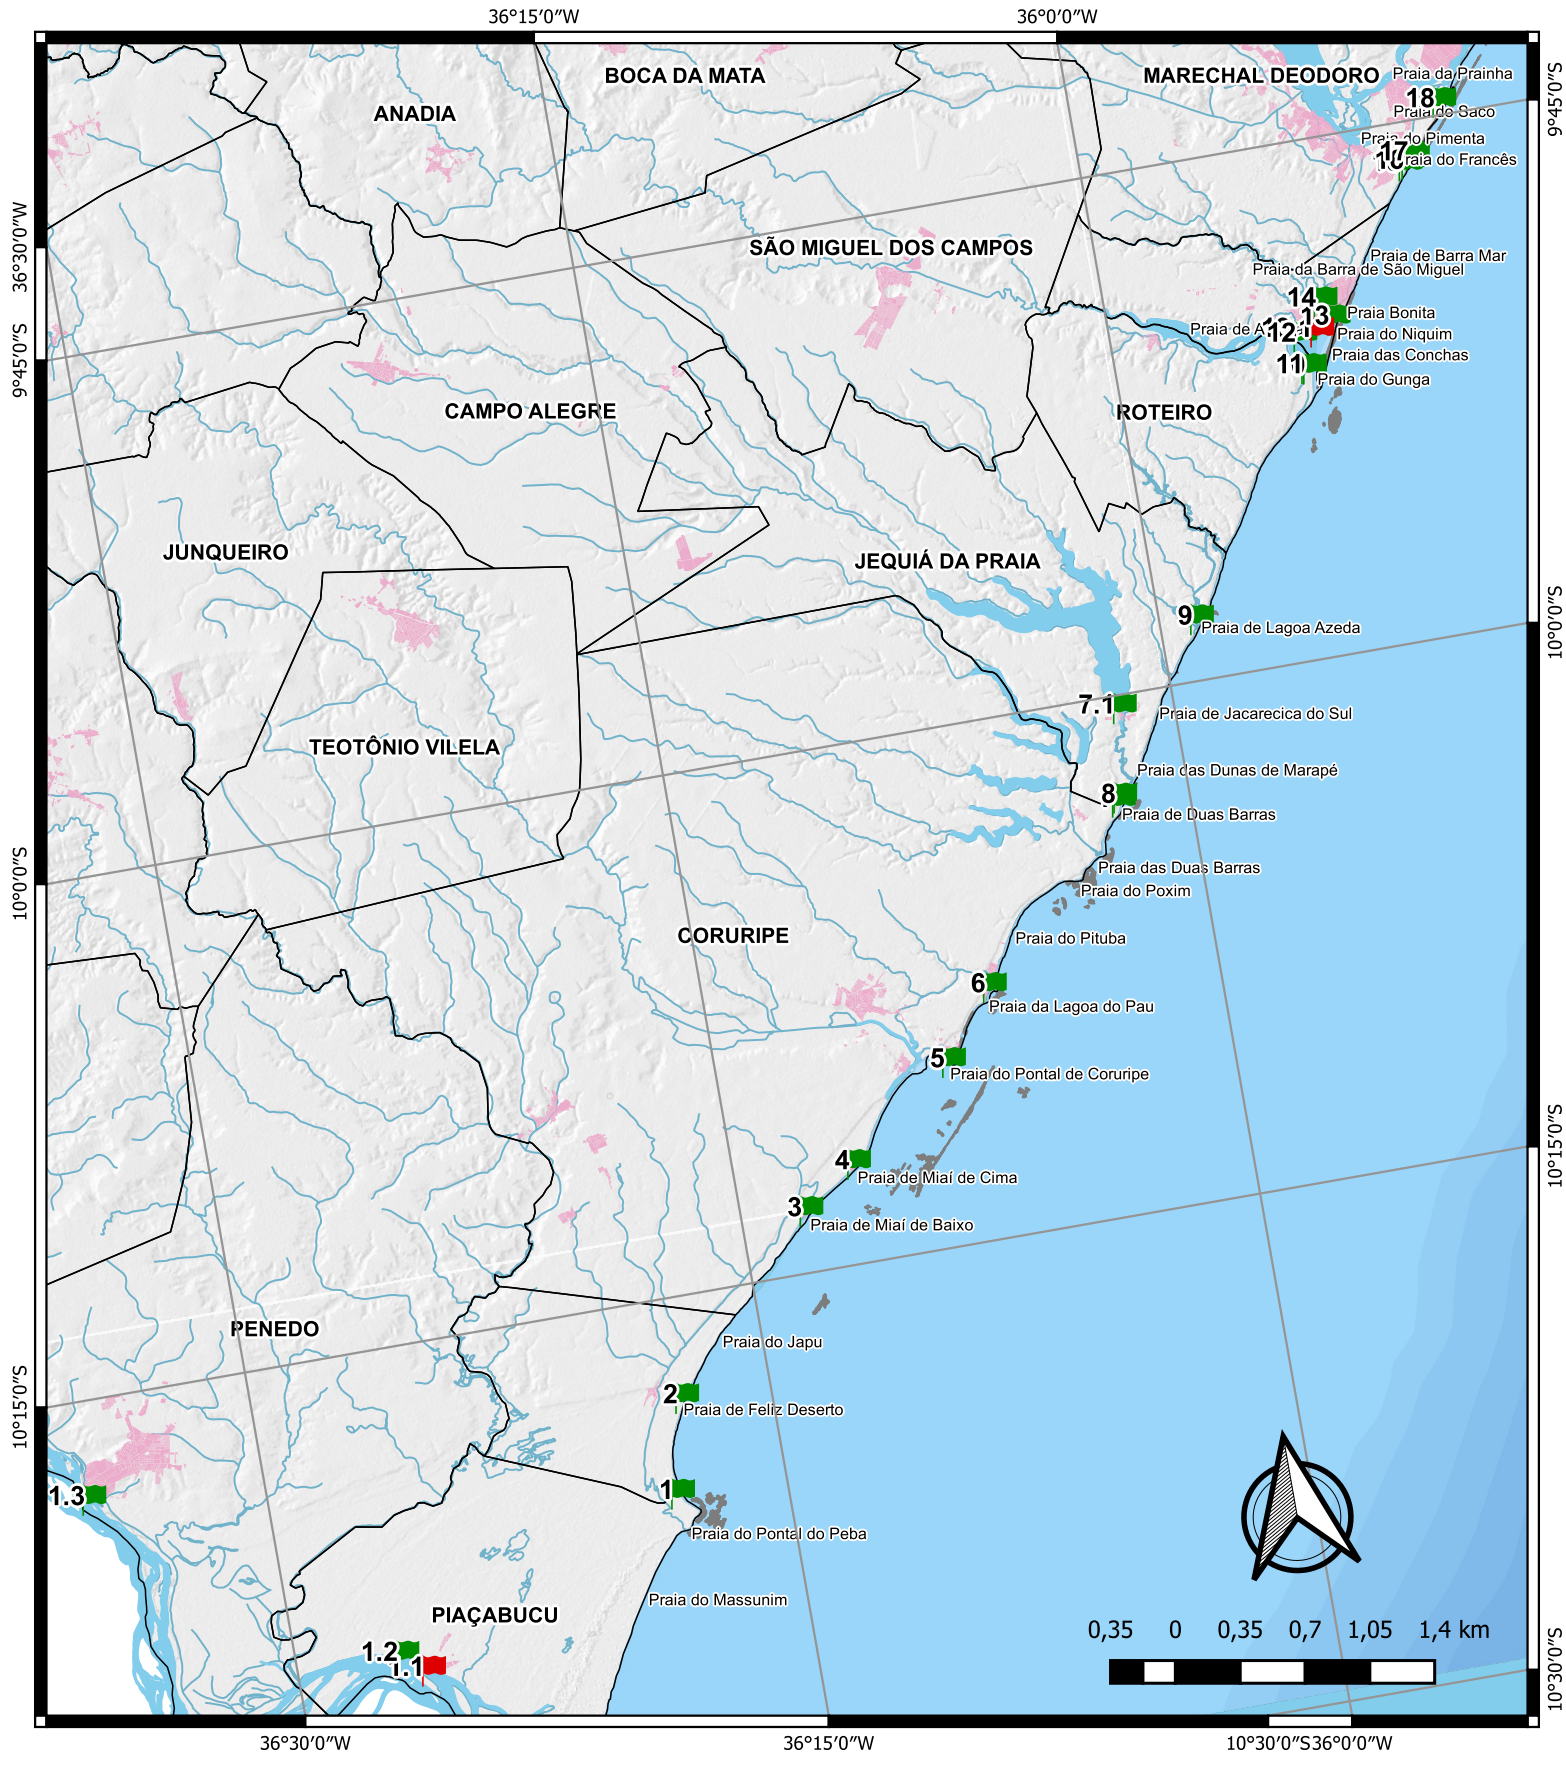 36°15′0″W
36°0′0″W
BOCA DA MATA
MARECHAL DEODORO
Praia da Prainha
18
ANADIA
Praia do Saco
9°45′0″S
Praia do Pimenta
17
Praia do Francês
36°30′0″W
SÃO MIGUEL DOS CAMPOS
Praia de Barra Mar
Praia da Barra de São Miguel
14
13
Praia Bonita
Praia de
12
Praia do Niquim
9°45′0″S
Praia das Conchas
11
Praia do Gunga
CAMPO ALEGRE
ROTEIRO
JUNQUEIRO
JEQUIÁ DA PRAIA
9
Praia de Lagoa Azeda
10°0′0″S
7.1
Praia de Jacarecica do Sul
TEOTÔNIO VILELA
Praia das Dunas de Marapé
8
Praia de Duas Barras
Praia das Duas Barras
10°0′0″S
Praia do Poxim
CORURIPE
Praia do Pituba
6
Praia da Lagoa do Pau
5
Praia do Pontal de Coruripe
10°15′0″S
4
Praia de Miaí de Cima
3
Praia de Miaí de Baixo
PENEDO
Praia do Japu
10°15′0″S
2
Praia de Feliz Deserto
1
1.3
Praia do Pontal do Peba
Praia do Massunim
PIAÇABUCU
1.2
1.1
0,35 0 0,35 0,7 1,05 1,4 km
10°30′0″S
36°30′0″W
36°15′0″W
10°30′0″S
36°0′0″W